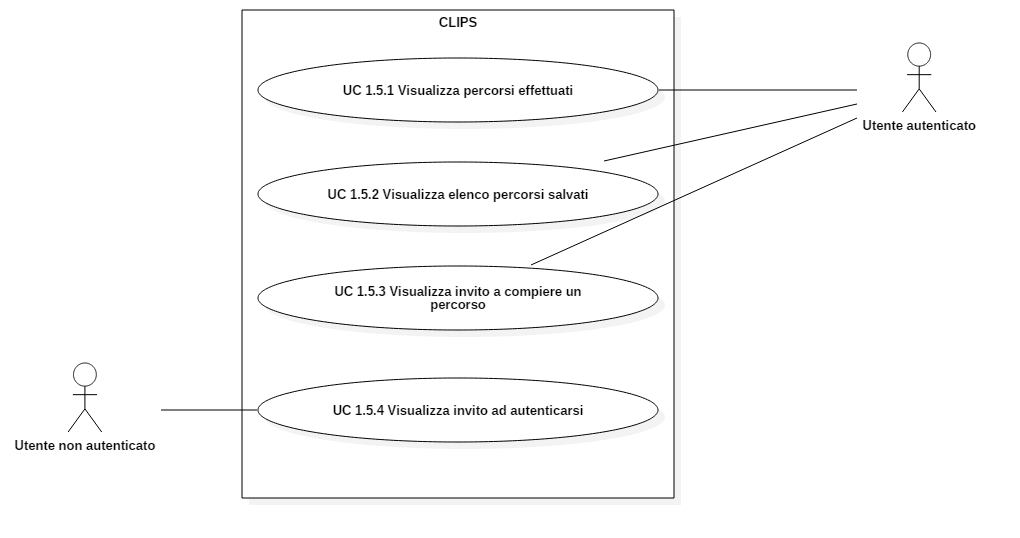 CLIPS
UC 1.5.1 Visualizza percorsi effettuati
Utente autenticato
UC 1.5.2 Visualizza elenco percorsi salvati
UC 1.5.3 Visualizza invito a compiere un
percorso
UC 1.5.4 Visualizza invito ad autenticarsi
Utente non autenticato